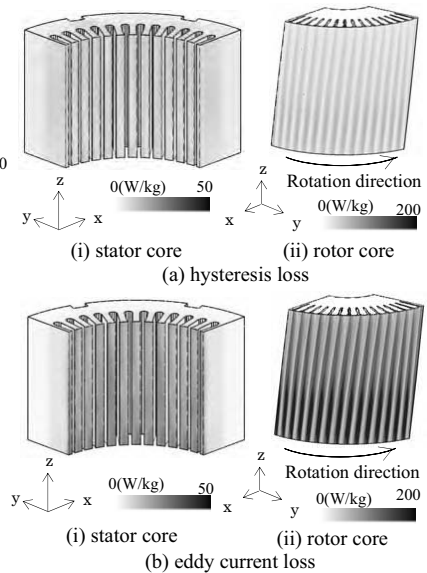 0
0(W/kg) 50
z
y x
(i) stator core
Rotation direction
z
x y
0(W/kg) 200
(ii) rotor core
(a) hysteresis loss
0(W/kg) 50
z
y x
(i) stator core
Rotation direction
z
x y
0(W/kg) 200
(ii) rotor core
(b) eddy current loss